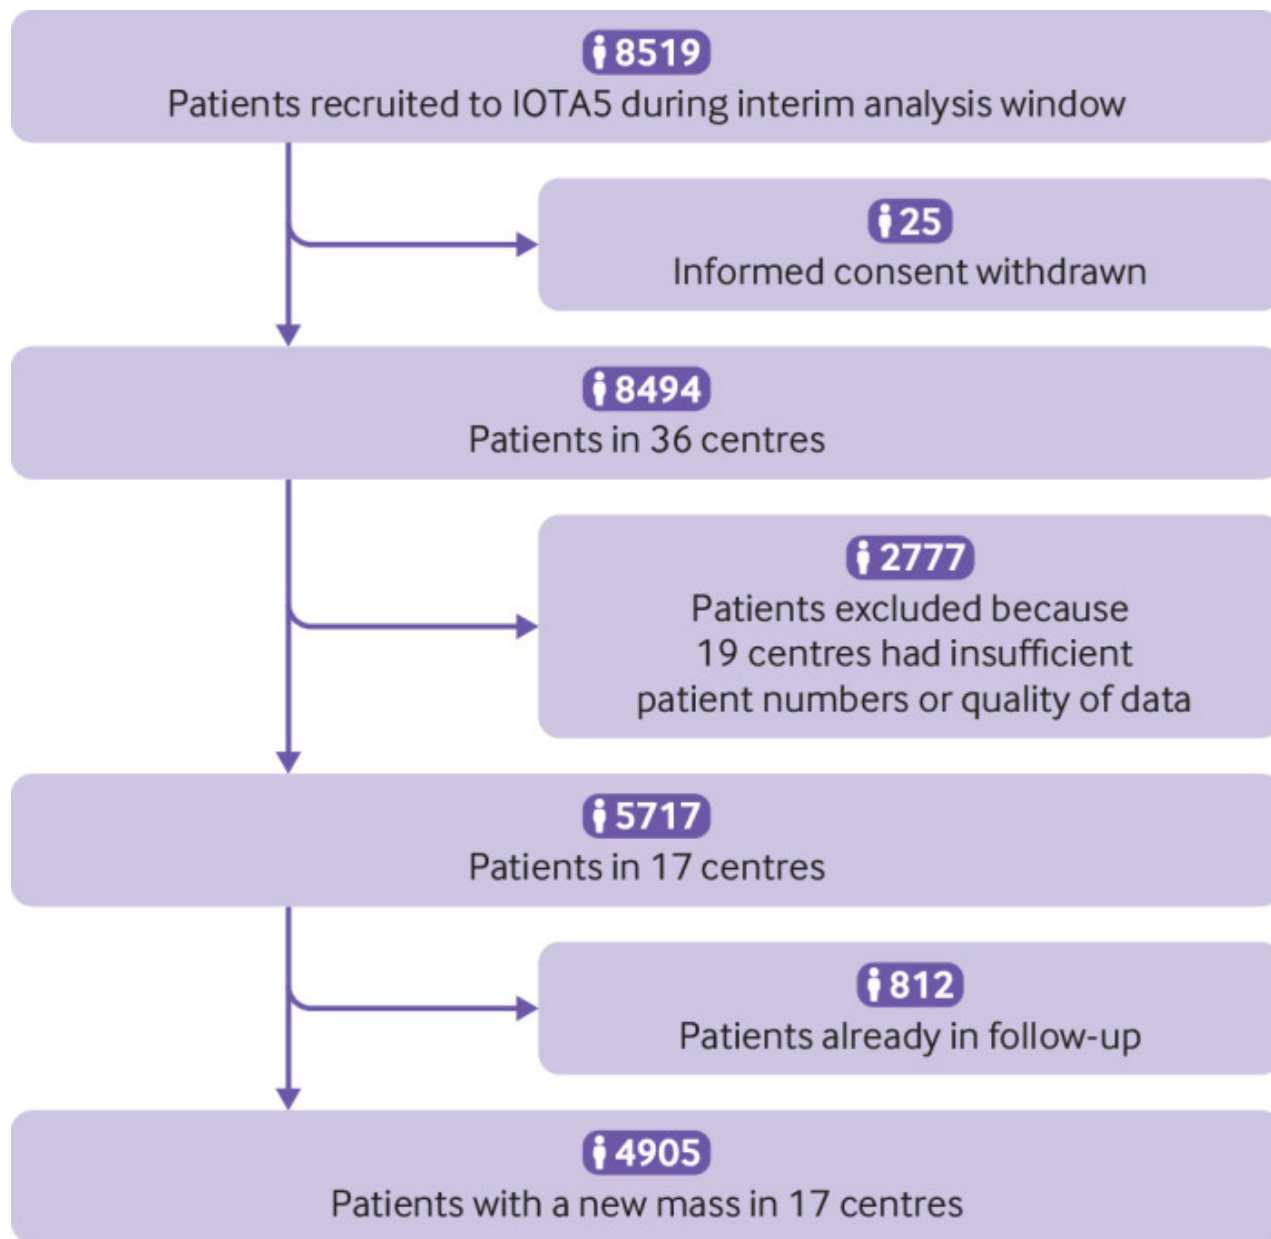 8519
Patients recruited to IOTA5 during interim analysis window
25
Informed consent withdrawn
8494
Patients in 36 centres
2777
Patients excluded because
19 centres had insufficient
patient numbers or quality of data
5717
Patients in 17 centres
812
Patients already in follow-up
4905
Patients with a new mass in 17 centres